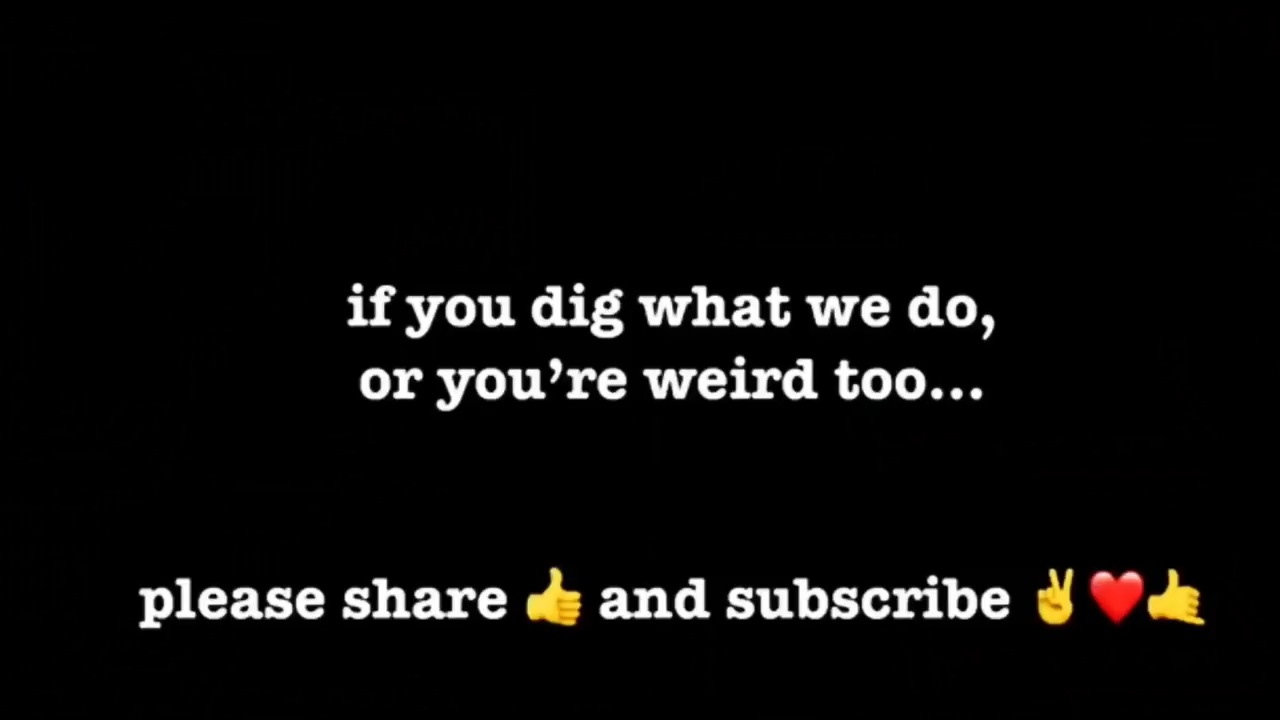 if you dig what we do,
or you’re weird too...
please share 👍 and subscribe ✌️❤️🤙